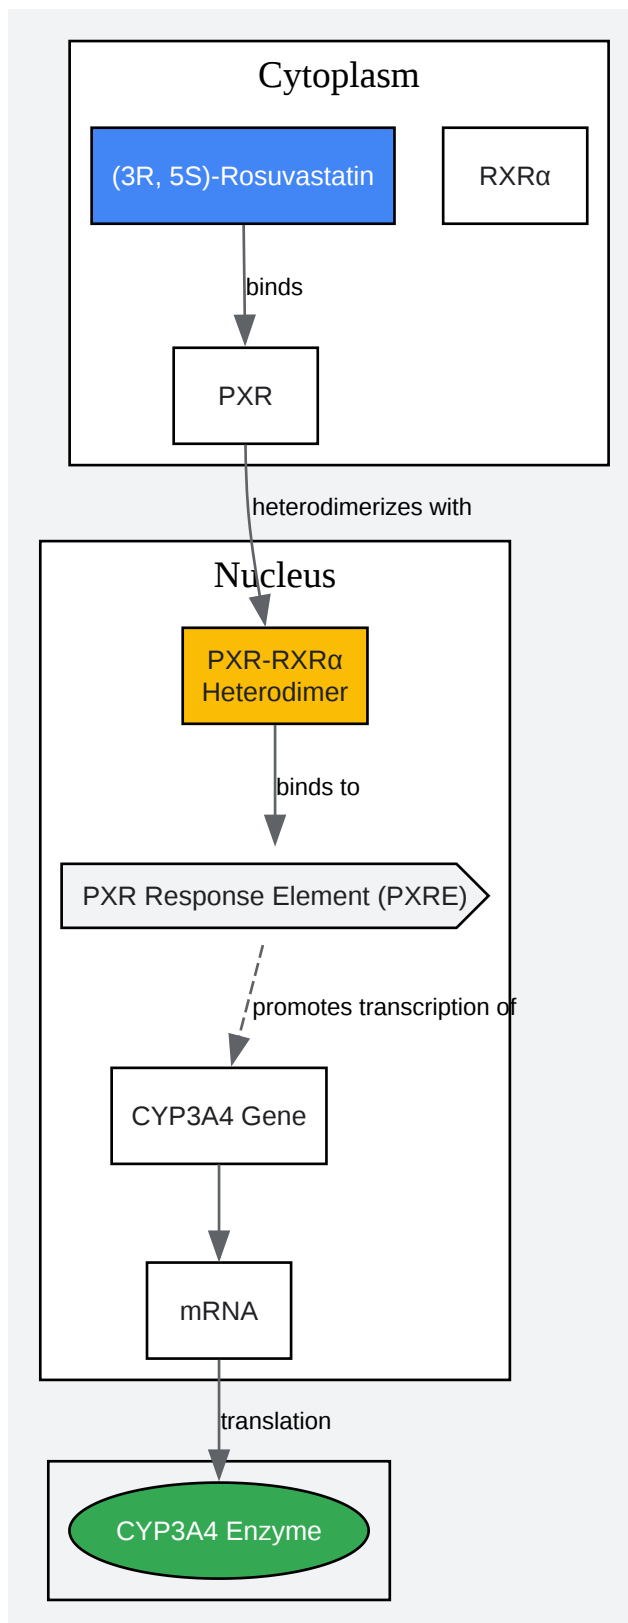 Cytoplasm
(3R, 5S)-Rosuvastatin
RXRα
binds
PXR
heterodimerizes with
Nucleus
PXR-RXRα
Heterodimer
binds to
PXR Response Element (PXRE)
promotes transcription of
CYP3A4 Gene
mRNA
translation
CYP3A4 Enzyme